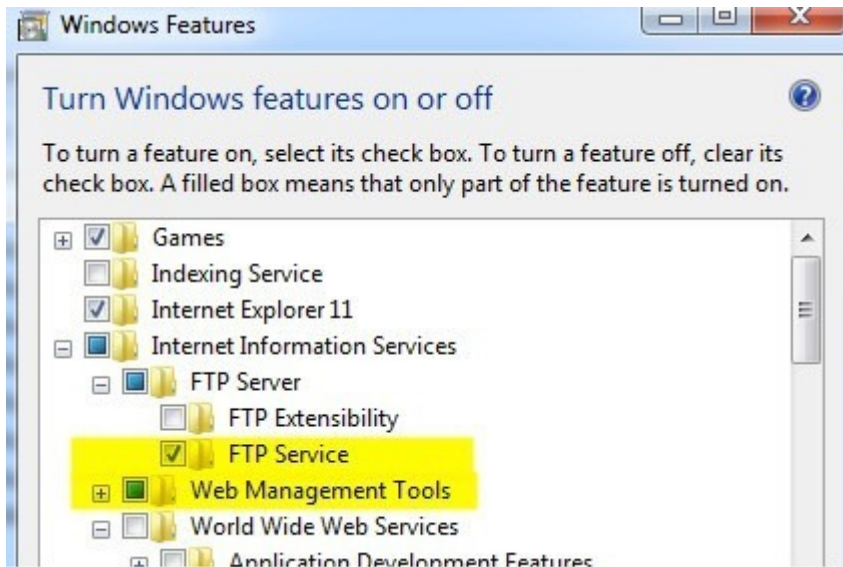 Windows Features
Turn Windows features on or off
To turn a feature on, select its check box. To turn a feature off, clear its
check box. A filled box means that only part of the feature is turned on.
Games
Indexing Service
Internet Explorer 11
Internet Information Services
FTP Server
FTP Extensibility
FTP Service
Web Management Tools
World Wide Web Services
Application Development Features